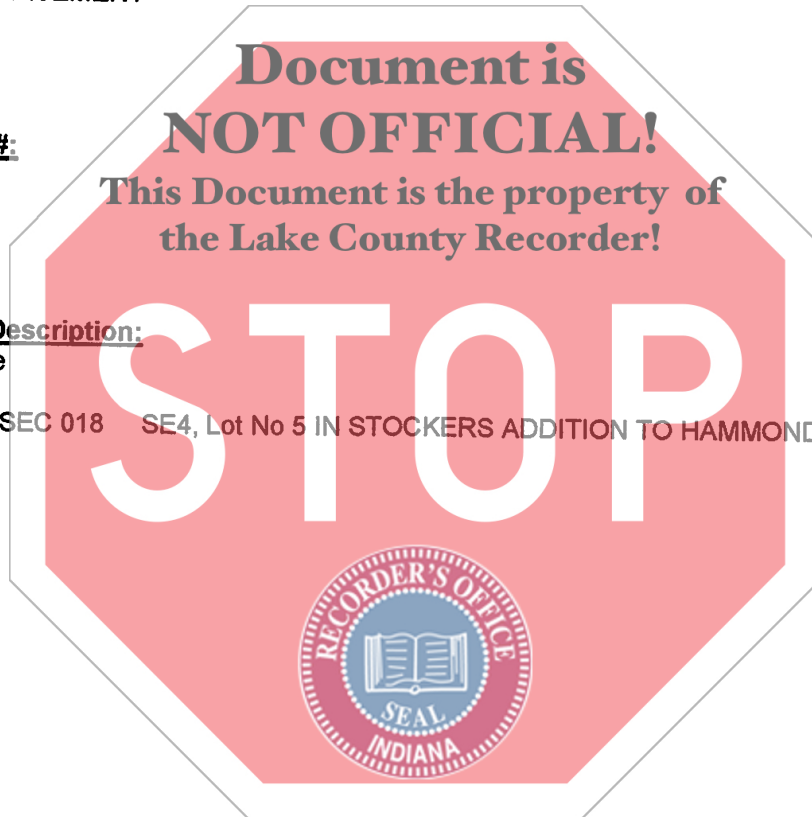 Document is
NOT OFFICIAL!
#:
This Document is the property of
the Lake County Recorder!
Description:
STOP
SEC 018 SE4, Lot No 5 IN STOCKERS ADDITION TO HAMMOND
RECORDER'S OFFICE
SEAL
INDIANA